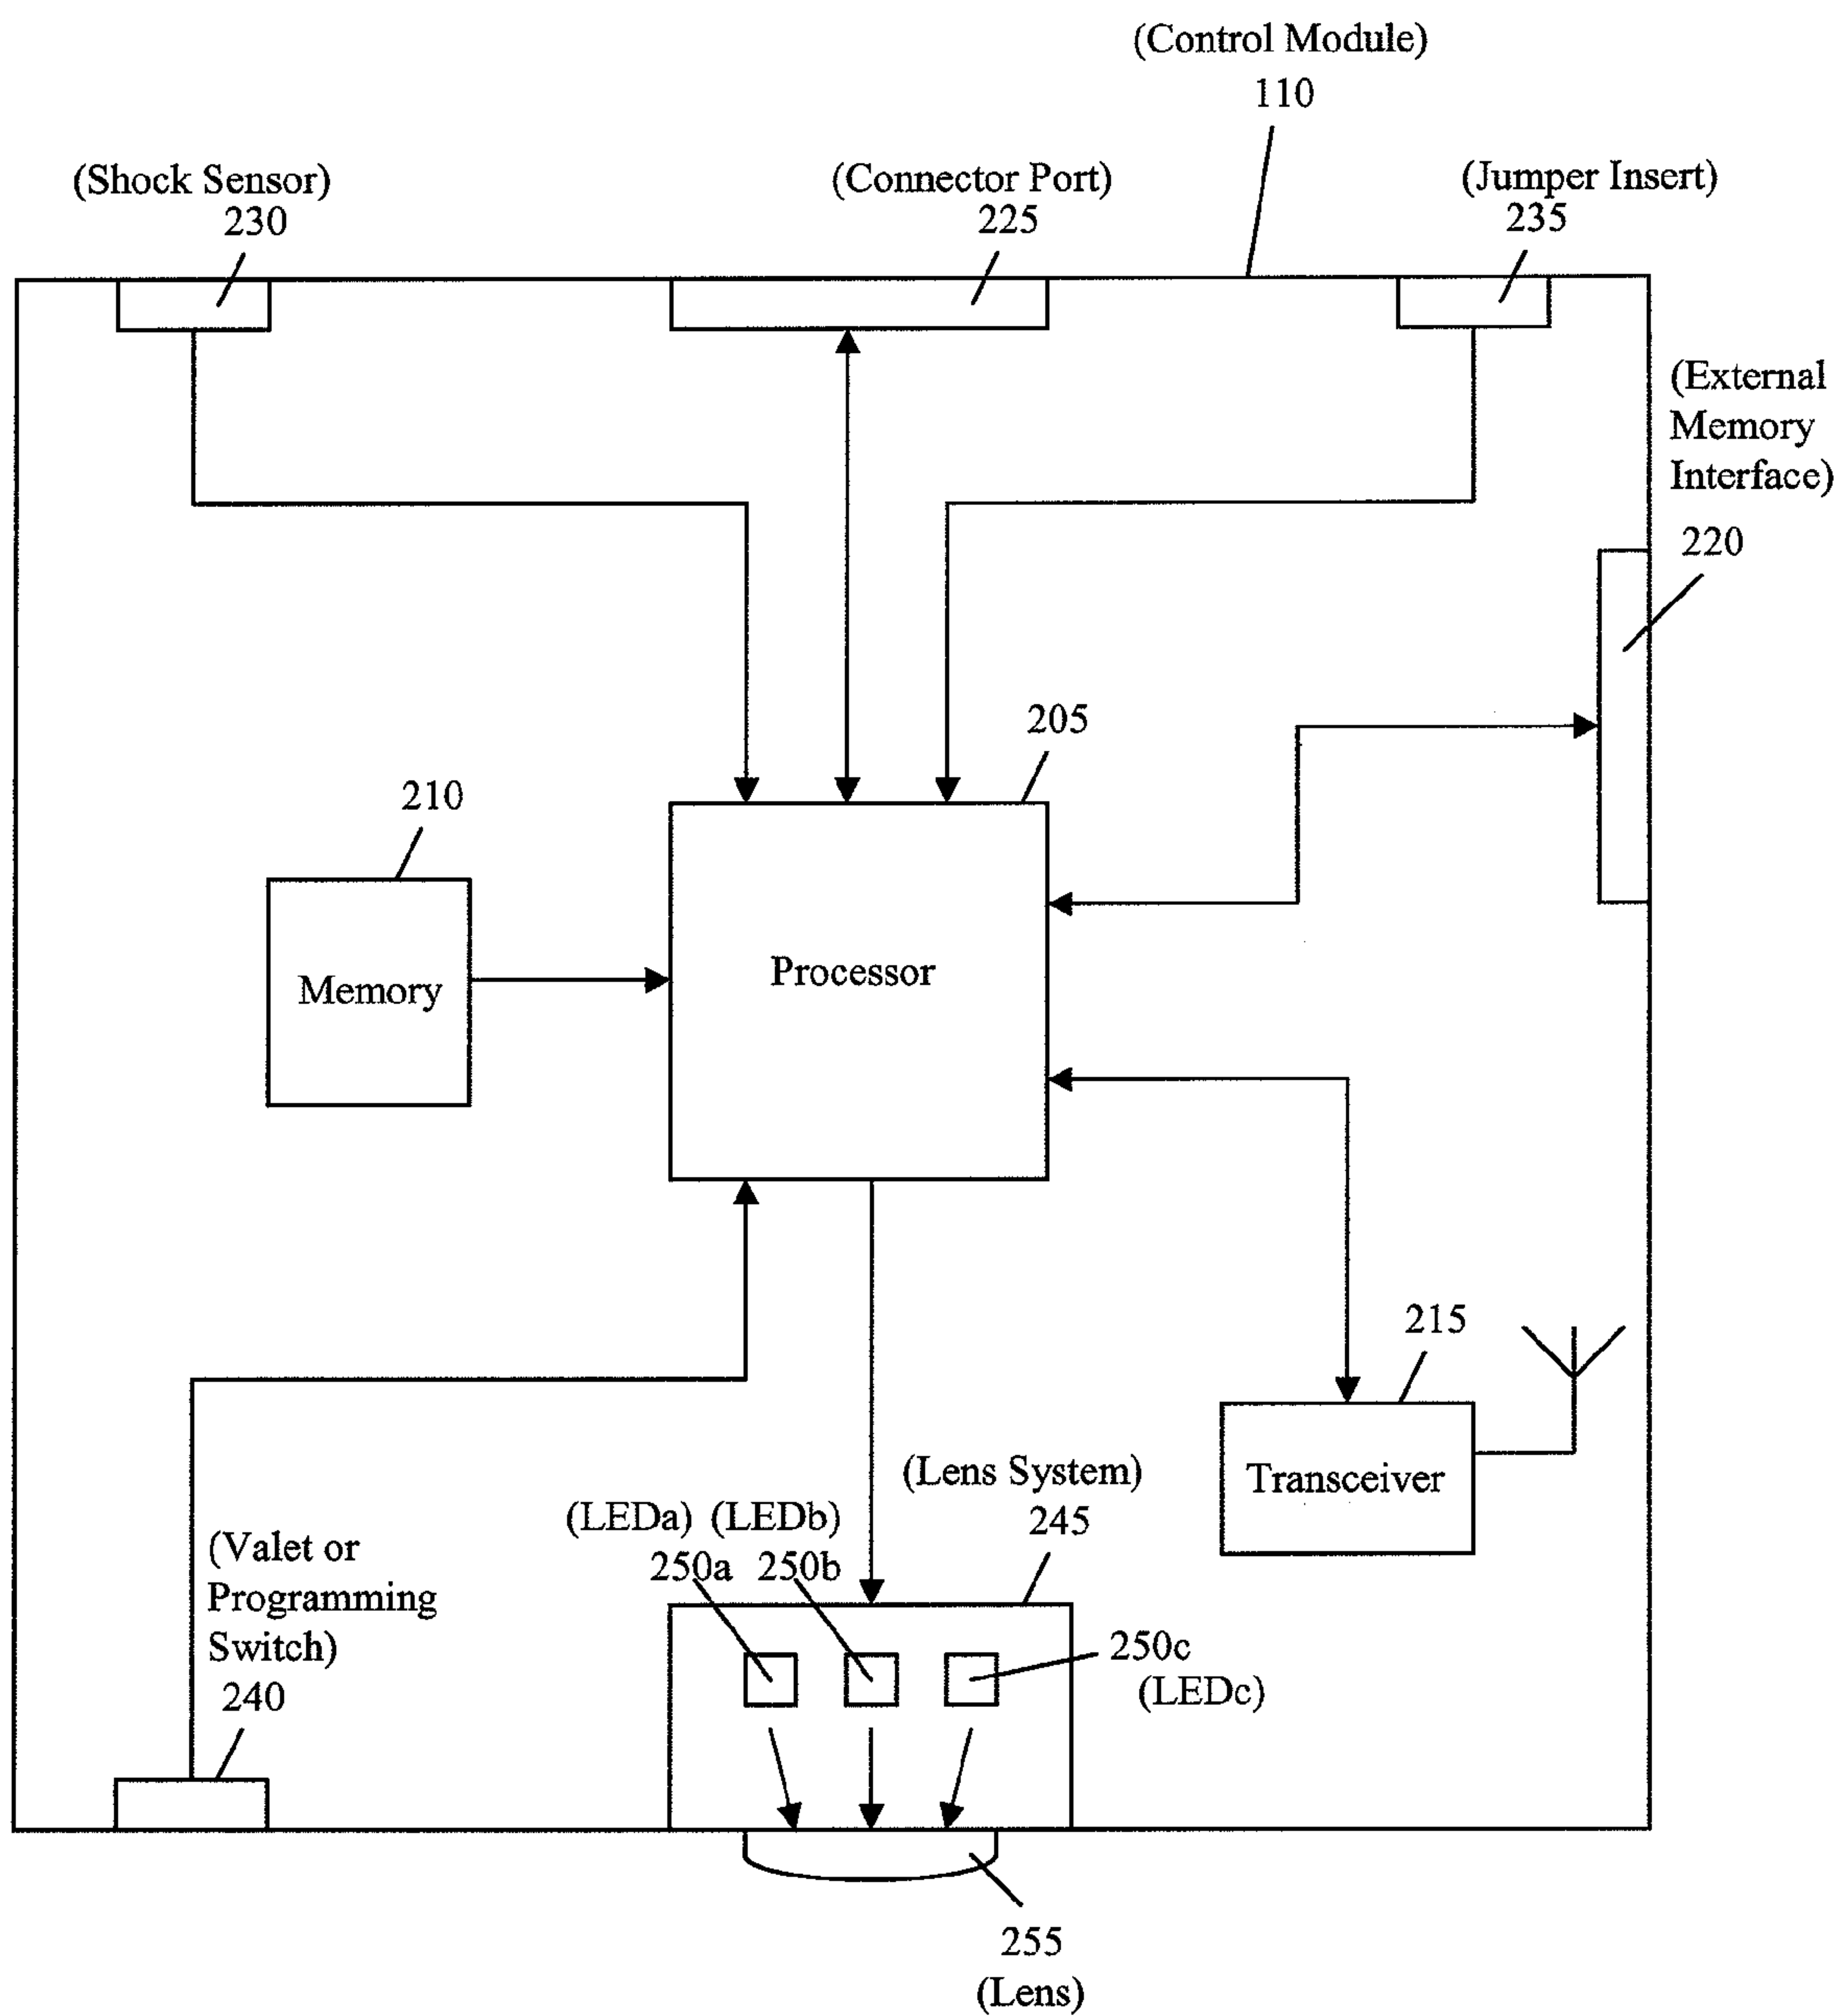 (Control Module)
110
(Shock Sensor)
230
(Connector Port)
225
(Jumper Insert)
235
(External
Memory
Interface)
220
205
210
Processor
Memory
215
Transceiver
(Lens System)
245
(LEDa) (LEDb)
250a 250b
250c
(LEDc)
(Valet or
Programming
Switch)
240
255
(Lens)